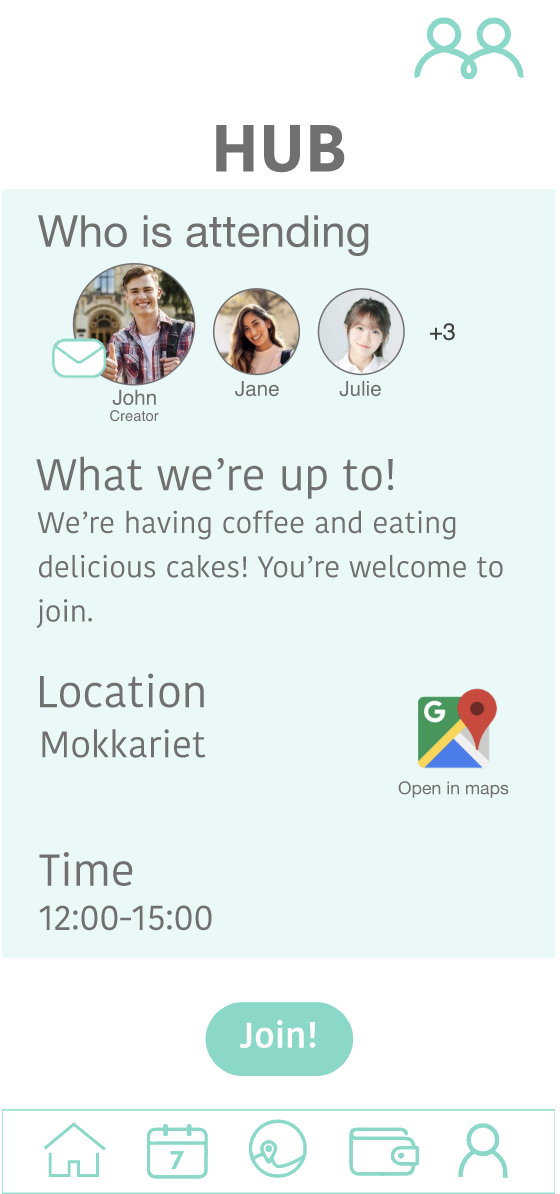 HUB
Who is attending
+3
John
Creator
Jane
Julie
What we’re up to!
We’re having coffee and eating
delicious cakes! You’re welcome to
join.
Location
Mokkariet
G
Open in maps
Time
12:00-15:00
Join!
7